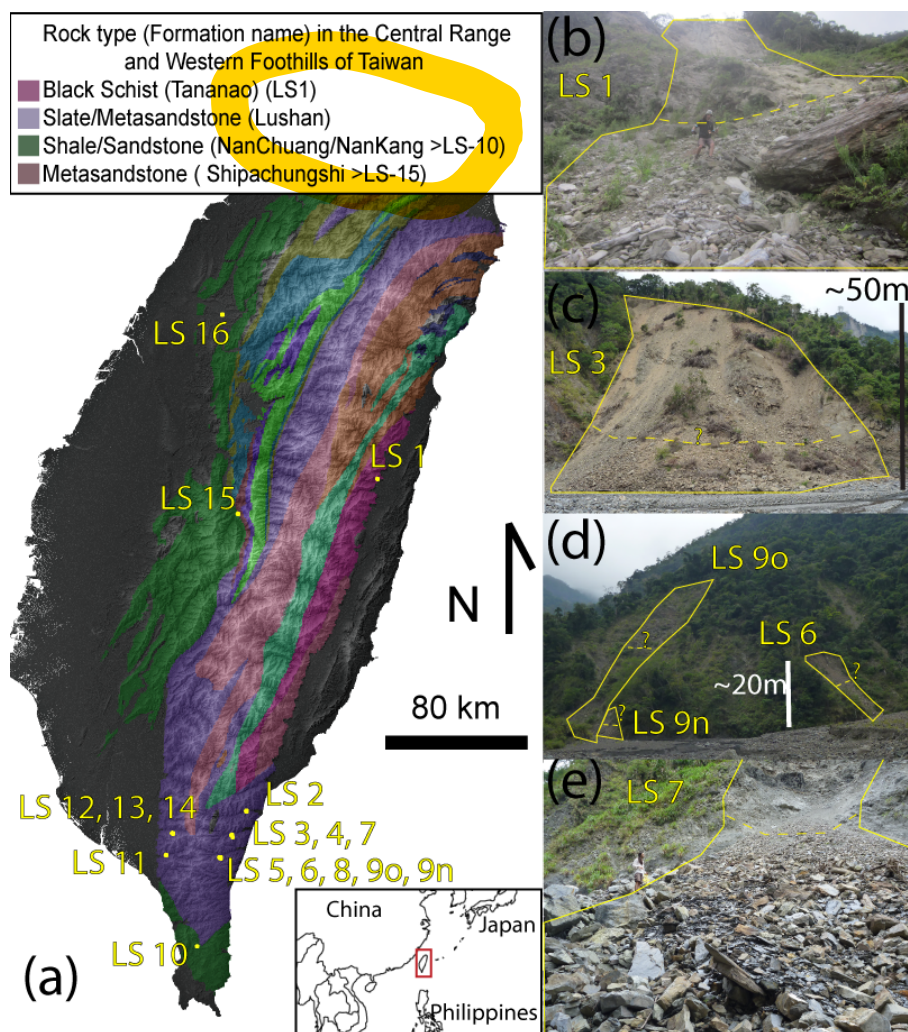 Rock type (Formation name) in the Central Range
and Western Foothills of Taiwan
Black Schist (Tananao) (LS1)
Slate/Metasandstone (Lushan)
Shale/Sandstone (NanChuang/NanKang >LS-10)
Metasandstone ( Shipachungshi >LS-15)
LS 16
LS 15
LS 1
N
80 km
LS 12, 13, 14
LS 11
LS 2
LS 3, 4, 7
LS 5, 6, 8, 9o, 9n
LS 10
(a)
China
Japan
Philippines
(b)
LS 1
(c)
~50m
LS 3
?
(d)
LS 9o
LS 6
?
?
~20m
?
LS 9n
(e)
LS 7